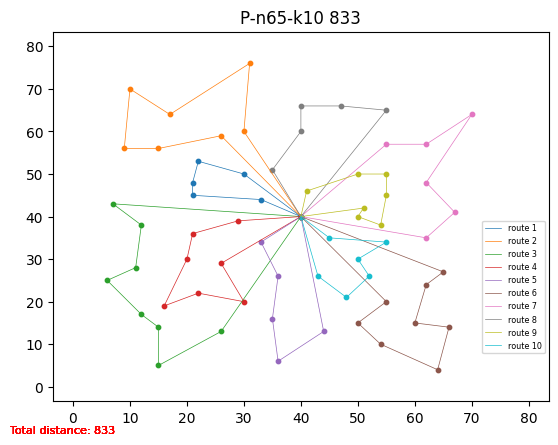 P-n65-k10 833
80
70
60
50
40
30
20
10
0
route 1
route 2
route 3
route 4
route 5
route 6
route 7
route 8
route 9
route 10
0 10 20 30 40 50 60 70 80
Total distance: 833